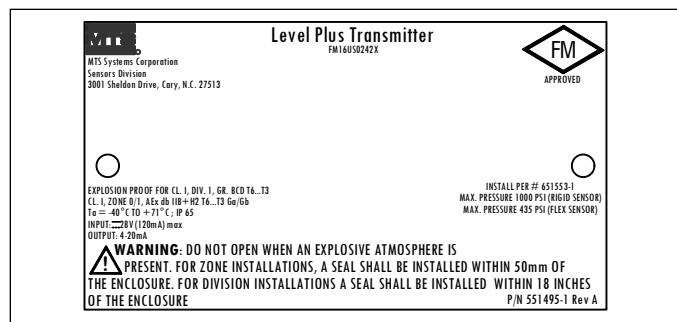 MTS
Level Plus Transmitter
FM16US0242X
MTS Systems Corporation
Sensors Division
3001 Sheldon Drive, Cary, N.C. 27513
FM
APPROVED
EXPLOSION PROOF FOR CL. I, DIV. 1, GR. BCD T6...T3
CL. I, ZONE 0/1, AEx db IIB+H2 T6...T3 Ga/Gb
Ta = -40°C TO +71°C ; IP 65
INPUT: ⎓28V (120mA) max
OUTPUT: 4-20mA
INSTALL PER # 651553-1
MAX. PRESSURE 1000 PSI (RIGID SENSOR)
MAX. PRESSURE 435 PSI (FLEX SENSOR)
WARNING: DO NOT OPEN WHEN AN EXPLOSIVE ATMOSPHERE IS
PRESENT. FOR ZONE INSTALLATIONS, A SEAL SHALL BE INSTALLED WITHIN 50mm OF
THE ENCLOSURE. FOR DIVISION INSTALLATIONS A SEAL SHALL BE INSTALLED WITHIN 18 INCHES
OF THE ENCLOSURE
P/N 551495-1 Rev A